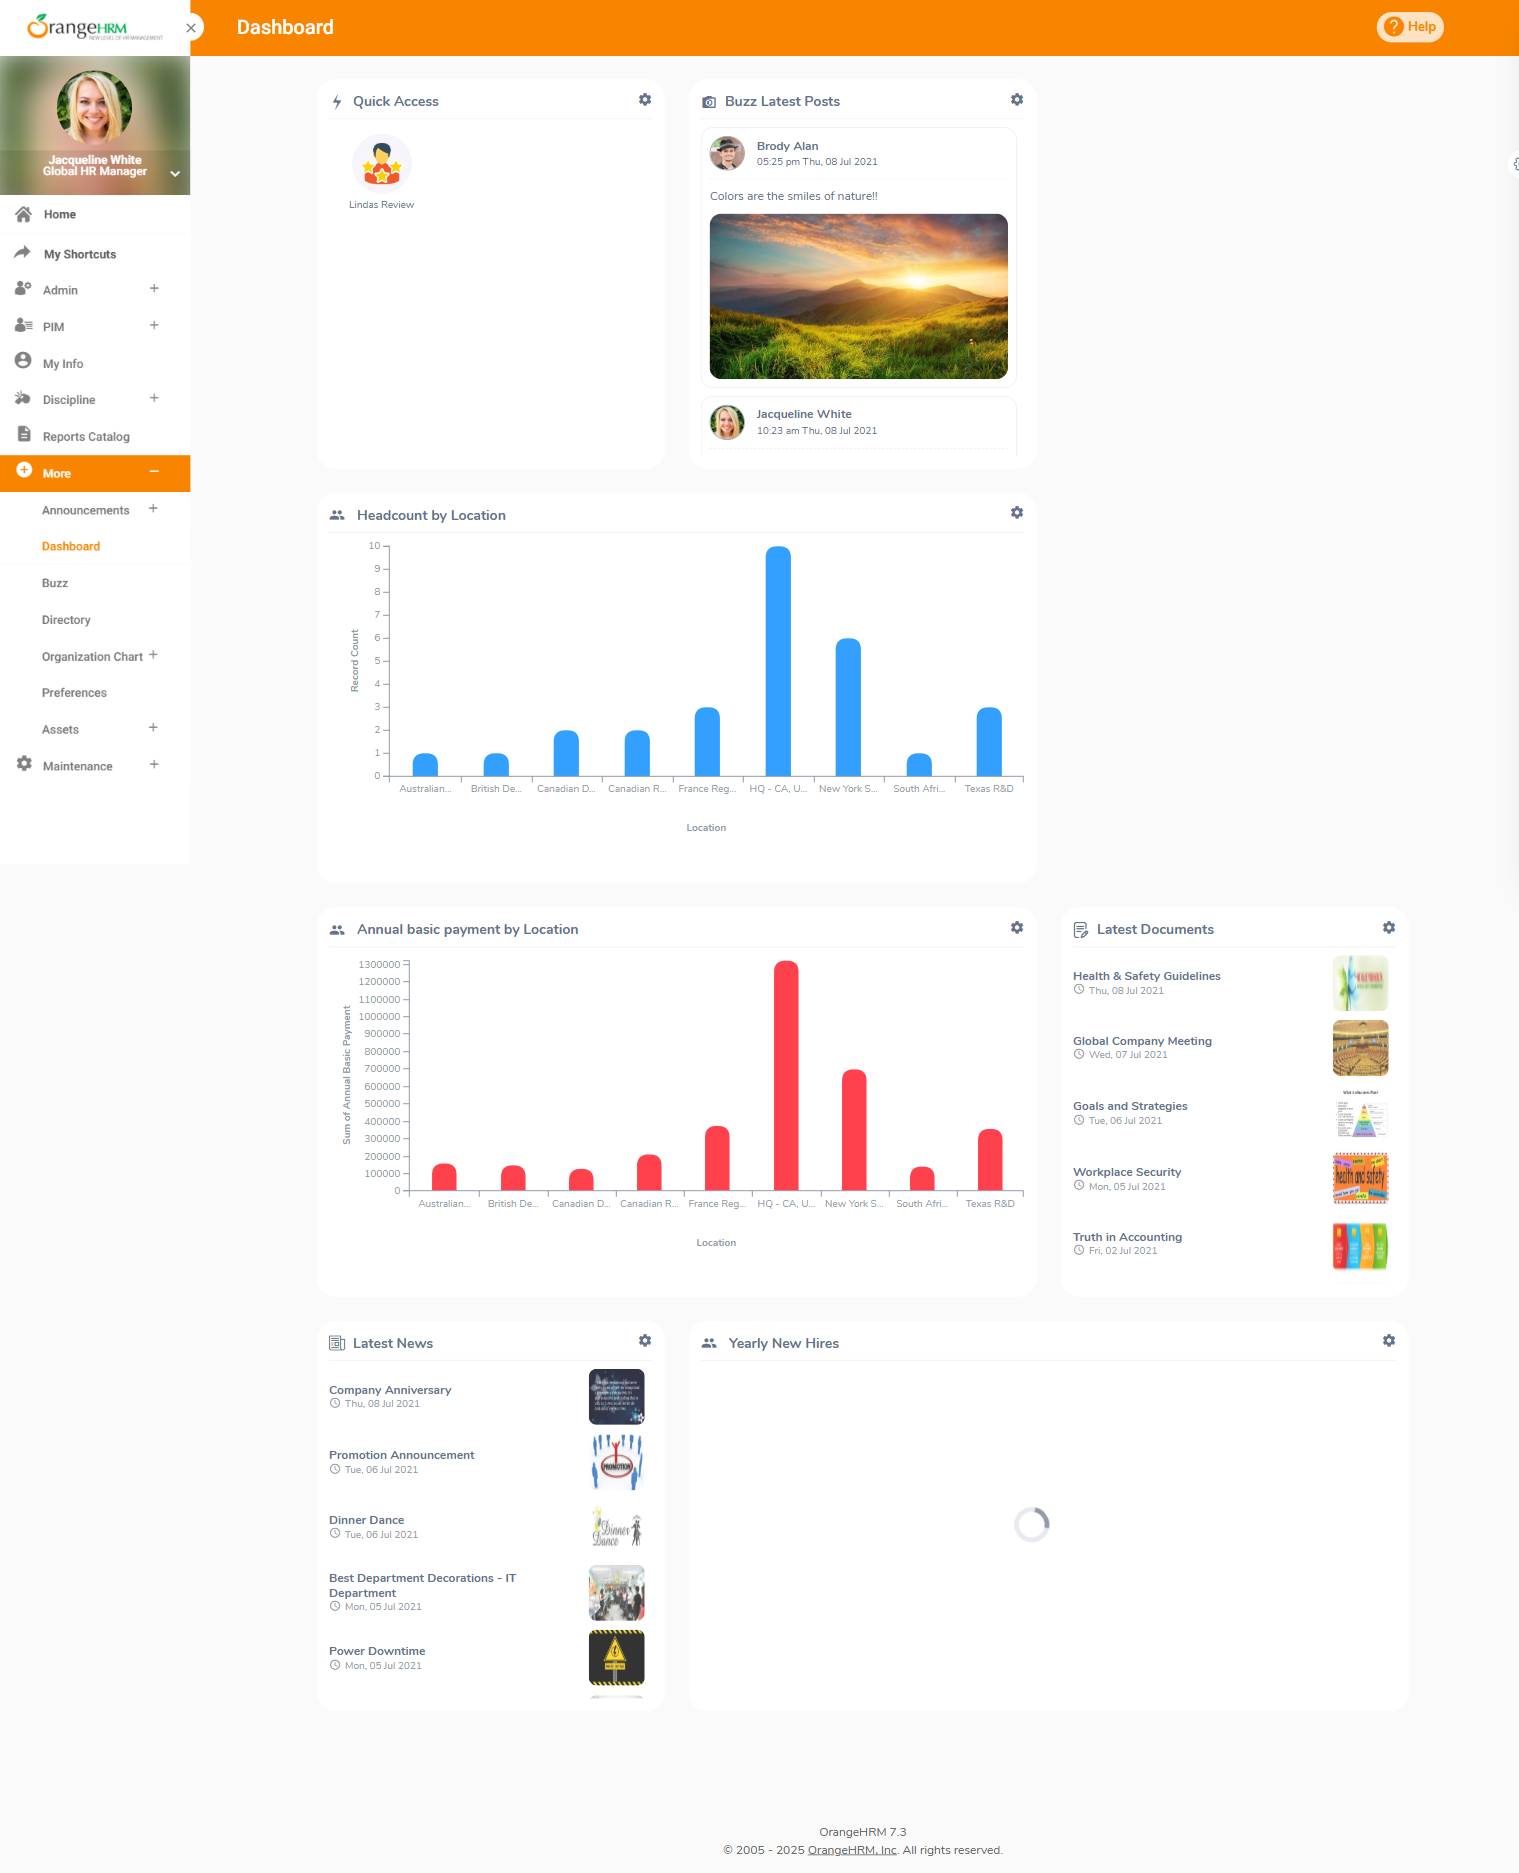 OrangeHRM
NEW LEVEL OF HR MANAGEMENT
Dashboard
Help
Jacqueline White
Global HR Manager
Home
My Shortcuts
Admin
PIM
My Info
Discipline
Reports Catalog
More
Announcements
Dashboard
Buzz
Directory
Organization Chart
Preferences
Assets
Maintenance
Quick Access
Lindas Review
Buzz Latest Posts
Brody Alan
05:25 pm Thu, 08 Jul 2021
Colors are the smiles of nature!!
Jacqueline White
10:23 am Thu, 08 Jul 2021
Headcount by Location
10
9
8
7
6
5
4
3
2
1
0
Record Count
Australian...
British De...
Canadian D...
Canadian R...
France Reg...
HQ - CA, U...
New York S...
South Afri...
Texas R&D
Location
Annual basic payment by Location
1300000
1200000
1100000
1000000
900000
800000
700000
600000
500000
400000
300000
200000
100000
0
Sum of Annual Basic Payment
Australian...
British De...
Canadian D...
Canadian R...
France Reg...
HQ - CA, U...
New York S...
South Afri...
Texas R&D
Location
Latest Documents
Health & Safety Guidelines
Thu, 08 Jul 2021
Global Company Meeting
Wed, 07 Jul 2021
Goals and Strategies
Tue, 06 Jul 2021
Workplace Security
Mon, 05 Jul 2021
health and safety
Truth in Accounting
Fri, 02 Jul 2021
Latest News
Company Anniversary
Thu, 08 Jul 2021
Promotion Announcement
Tue, 06 Jul 2021
PROMOTION
Dinner Dance
Tue, 06 Jul 2021
Dinner
Dance
Best Department Decorations - IT
Department
Mon, 05 Jul 2021
Power Downtime
Mon, 05 Jul 2021
Yearly New Hires
OrangeHRM 7.3
© 2005 - 2025 OrangeHRM, Inc. All rights reserved.